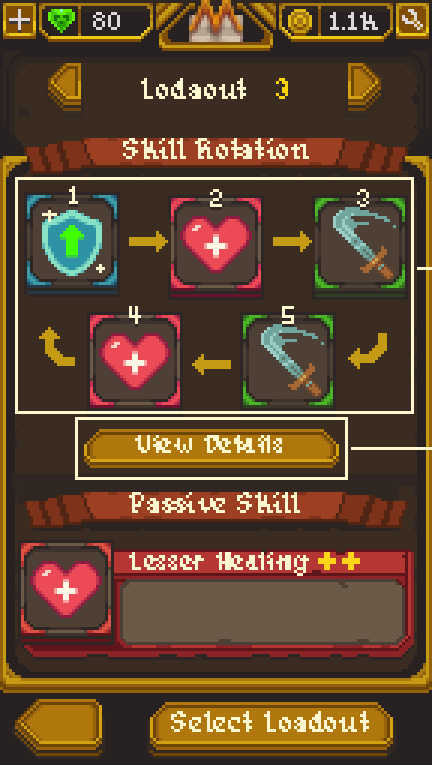 80
1.1k
Lodaout 3
Skill Rotation
1 2 3
4 5
View Details
Passive Skill
Lesser Healing ++
Select Loadout